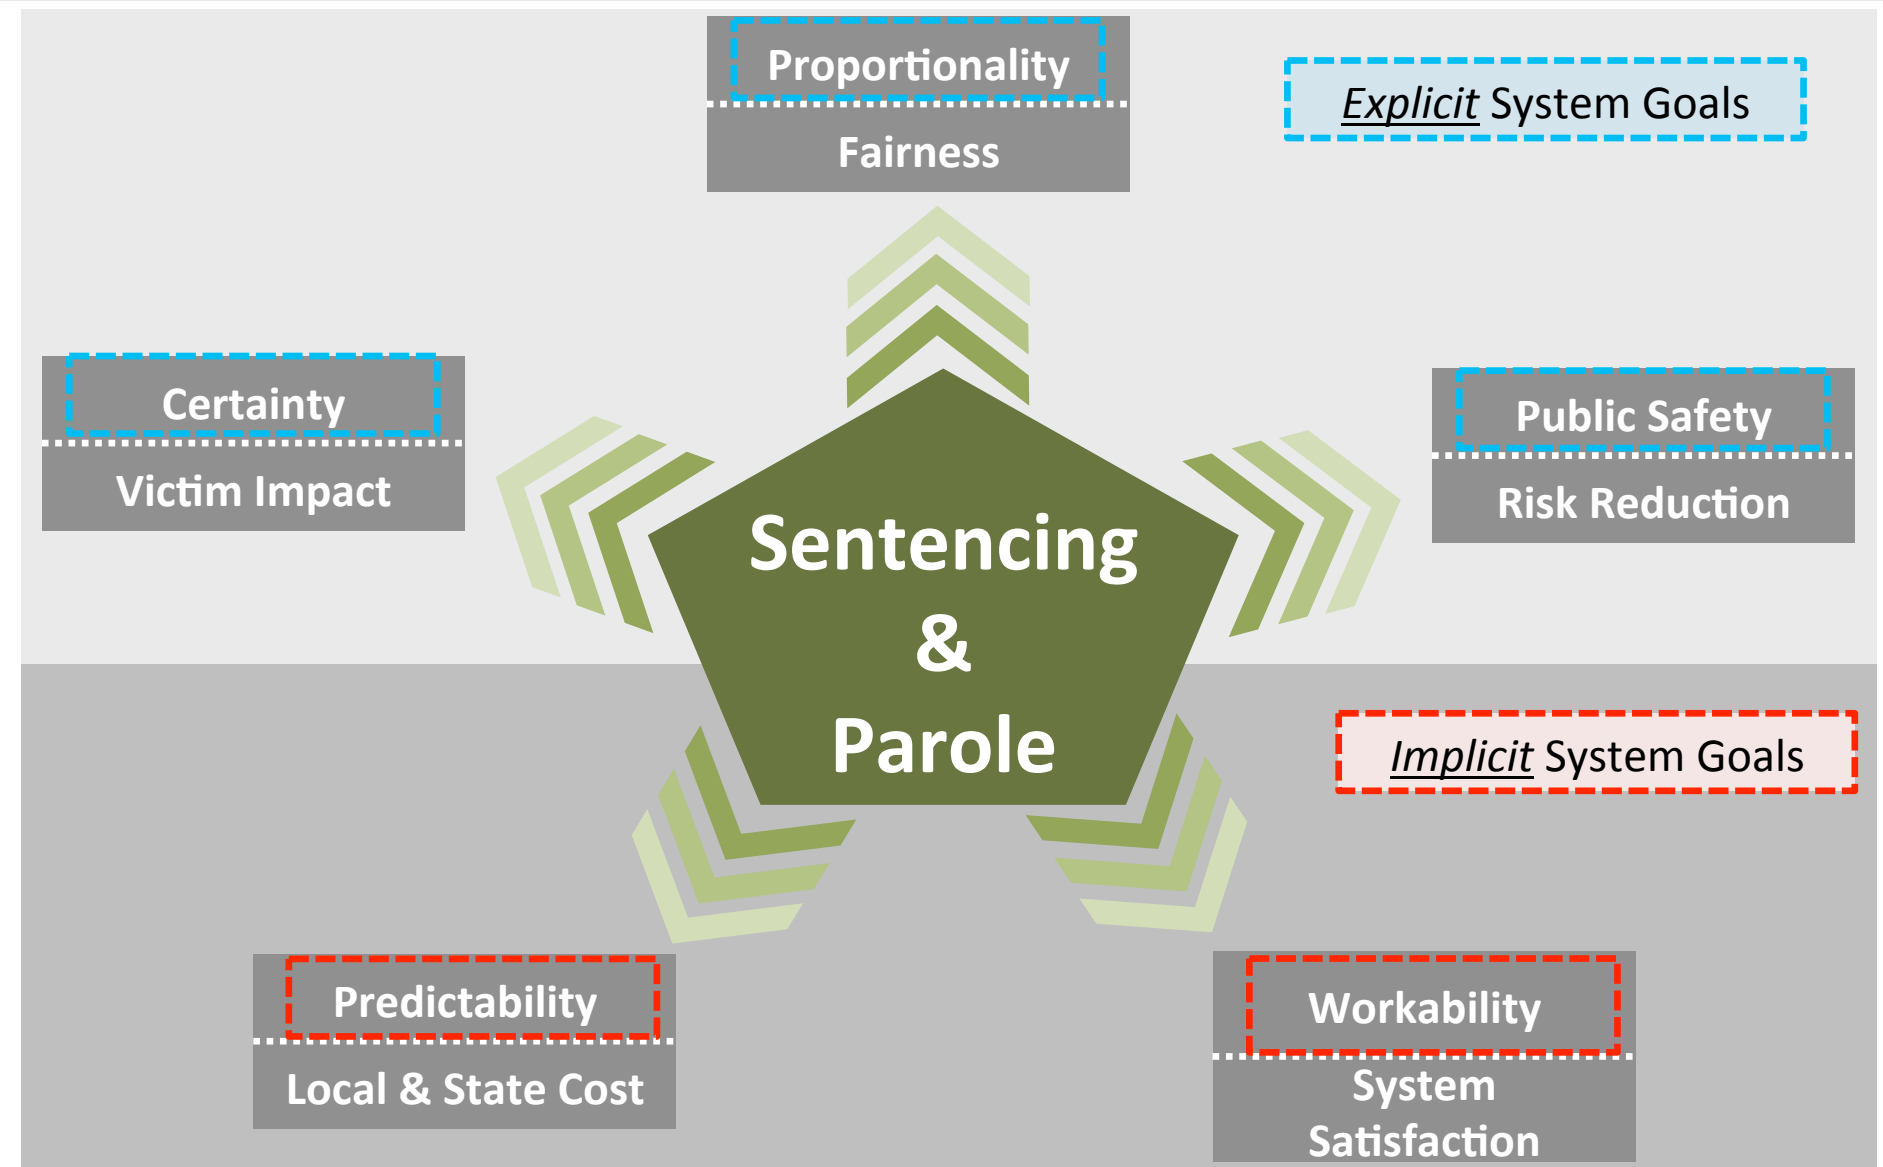 Proportionality
Fairness
Explicit System Goals
Certainty
Victim Impact
Public Safety
Risk Reduction
Sentencing
&
Parole
Implicit System Goals
Predictability
Local & State Cost
Workability
System
Satisfaction